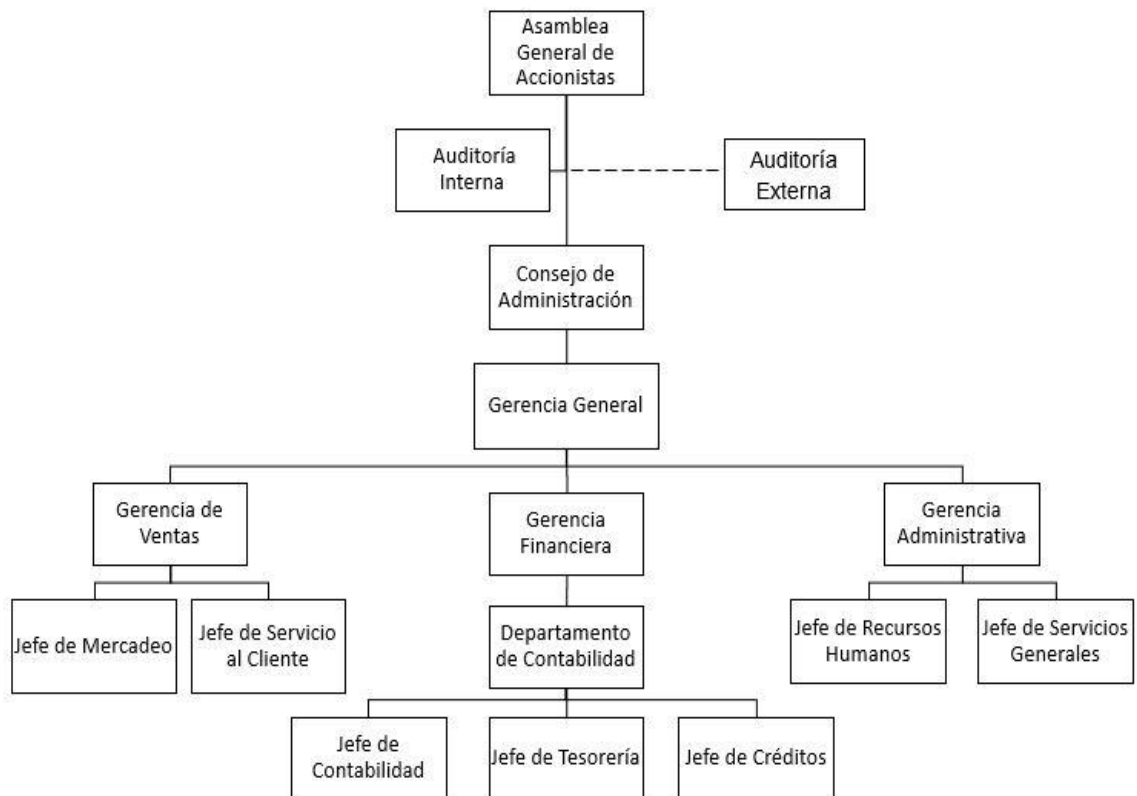 Asamblea
General de
Accionistas
Auditoría
Interna
Auditoría
Externa
Consejo de
Administración
Gerencia General
Gerencia de
Ventas
Gerencia
Financiera
Gerencia
Administrativa
Jefe de Mercadeo
Jefe de Servicio
al Cliente
Departamento
de Contabilidad
Jefe de Recursos
Humanos
Jefe de Servicios
Generales
Jefe de
Contabilidad
Jefe de Tesorería
Jefe de Créditos